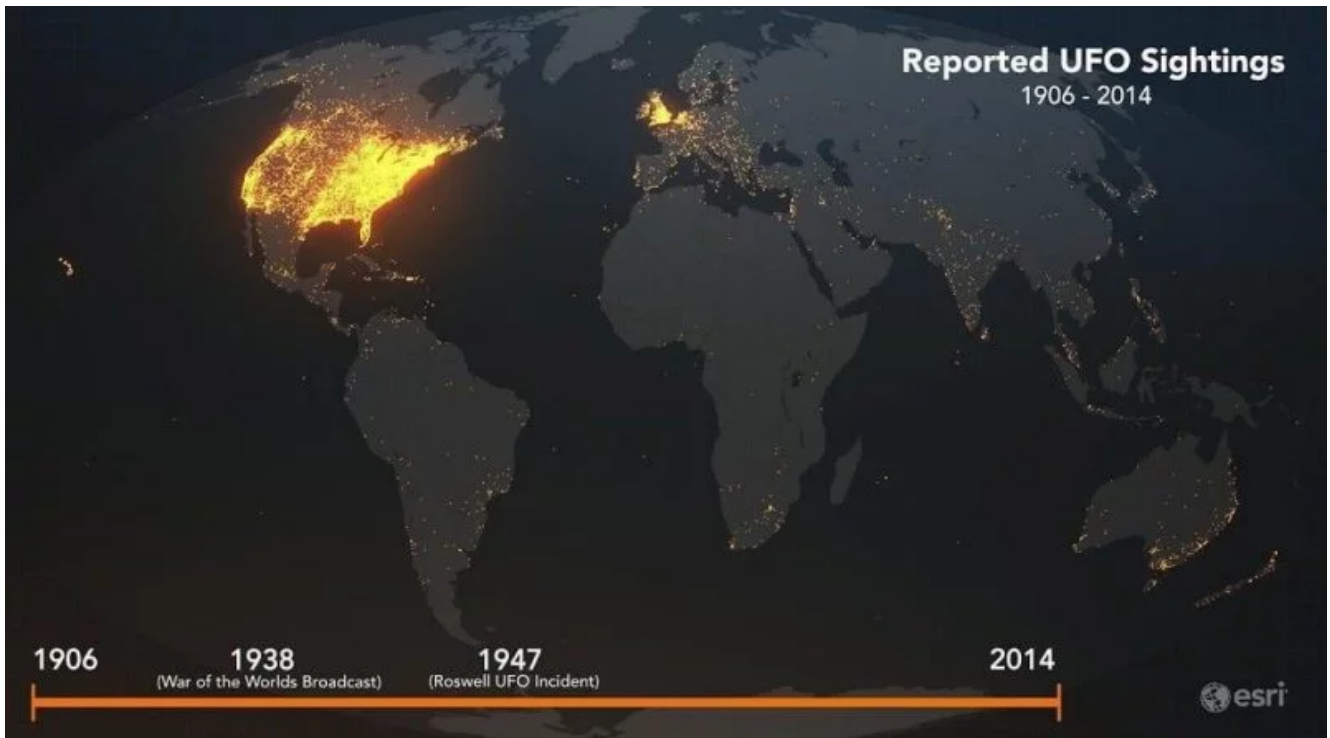 Reported UFO Sightings
1906 - 2014
1906
1938
(War of the Worlds Broadcast)
1947
(Roswell UFO Incident)
2014
esri